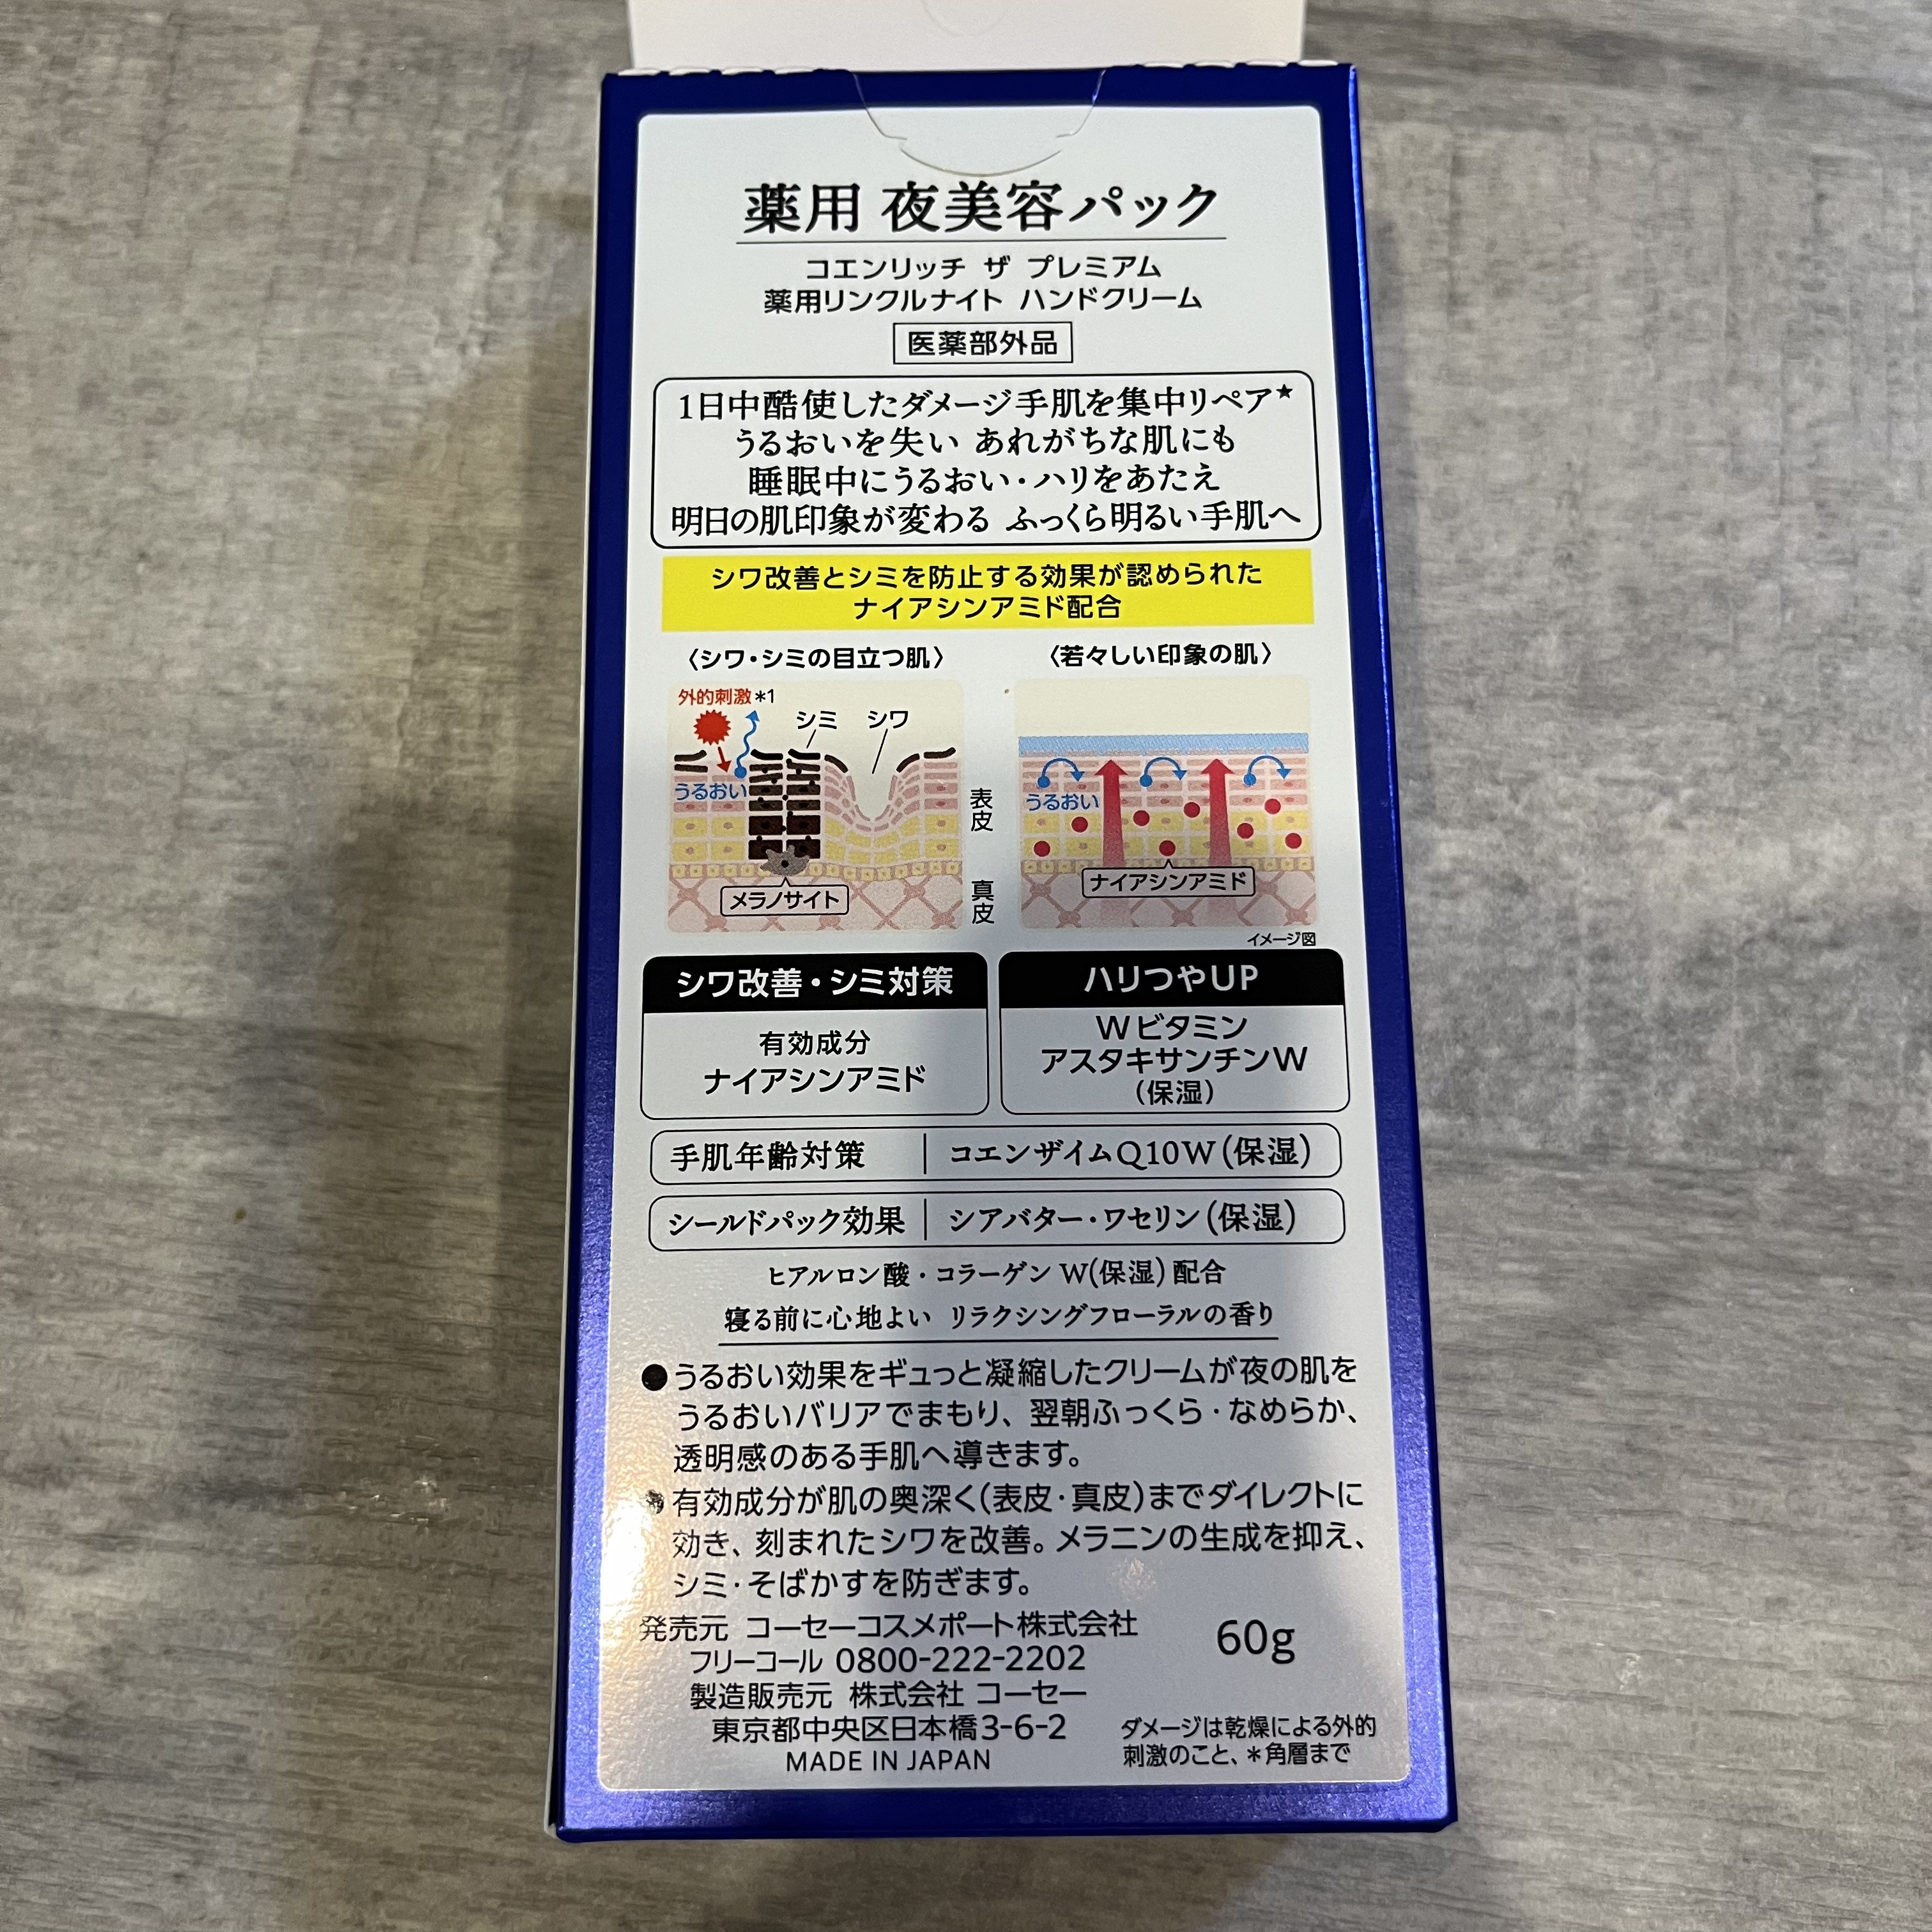 薬用 夜美容パック
コエンリッチ ザ プレミアム
薬用リンクルナイト ハンドクリーム
医薬部外品
1日中酷使したダメージ手肌を集中リペア★
うるおいを失い あれがちな肌にも
睡眠中にうるおい・ハリをあたえ
明日の肌印象が変わる ふっくら明るい手肌へ
シワ改善とシミを防止する効果が認められた
ナイアシンアミド配合
〈シワ・シミの目立つ肌〉
外的刺激*1
シミ
シワ
うるおい
メラノサイト
表皮
真皮
〈若々しい印象の肌〉
うるおい
ナイアシンアミド
イメージ図
シワ改善・シミ対策
有効成分
ナイアシンアミド
ハリつやUP
Wビタミン
アスタキサンチンW
(保湿)
手肌年齢対策 コエンザイムQ10W(保湿)
シールドパック効果 シアバター・ワセリン(保湿)
ヒアルロン酸・コラーゲン W(保湿)配合
寝る前に心地よい リラクシングフローラルの香り
●うるおい効果をギュっと凝縮したクリームが夜の肌を
うるおいバリアでまもり、翌朝ふっくら・なめらか、
透明感のある手肌へ導きます。
●有効成分が肌の奥深く(表皮・真皮)までダイレクトに
効き、刻まれたシワを改善。メラニンの生成を抑え、
シミ・そばかすを防ぎます。
発売元 コーセーコスメポート株式会社
フリーコール 0800-222-2202
製造販売元 株式会社 コーセー
東京都中央区日本橋3-6-2
MADE IN JAPAN
60g
ダメージは乾燥による外的
刺激のこと、*角層まで